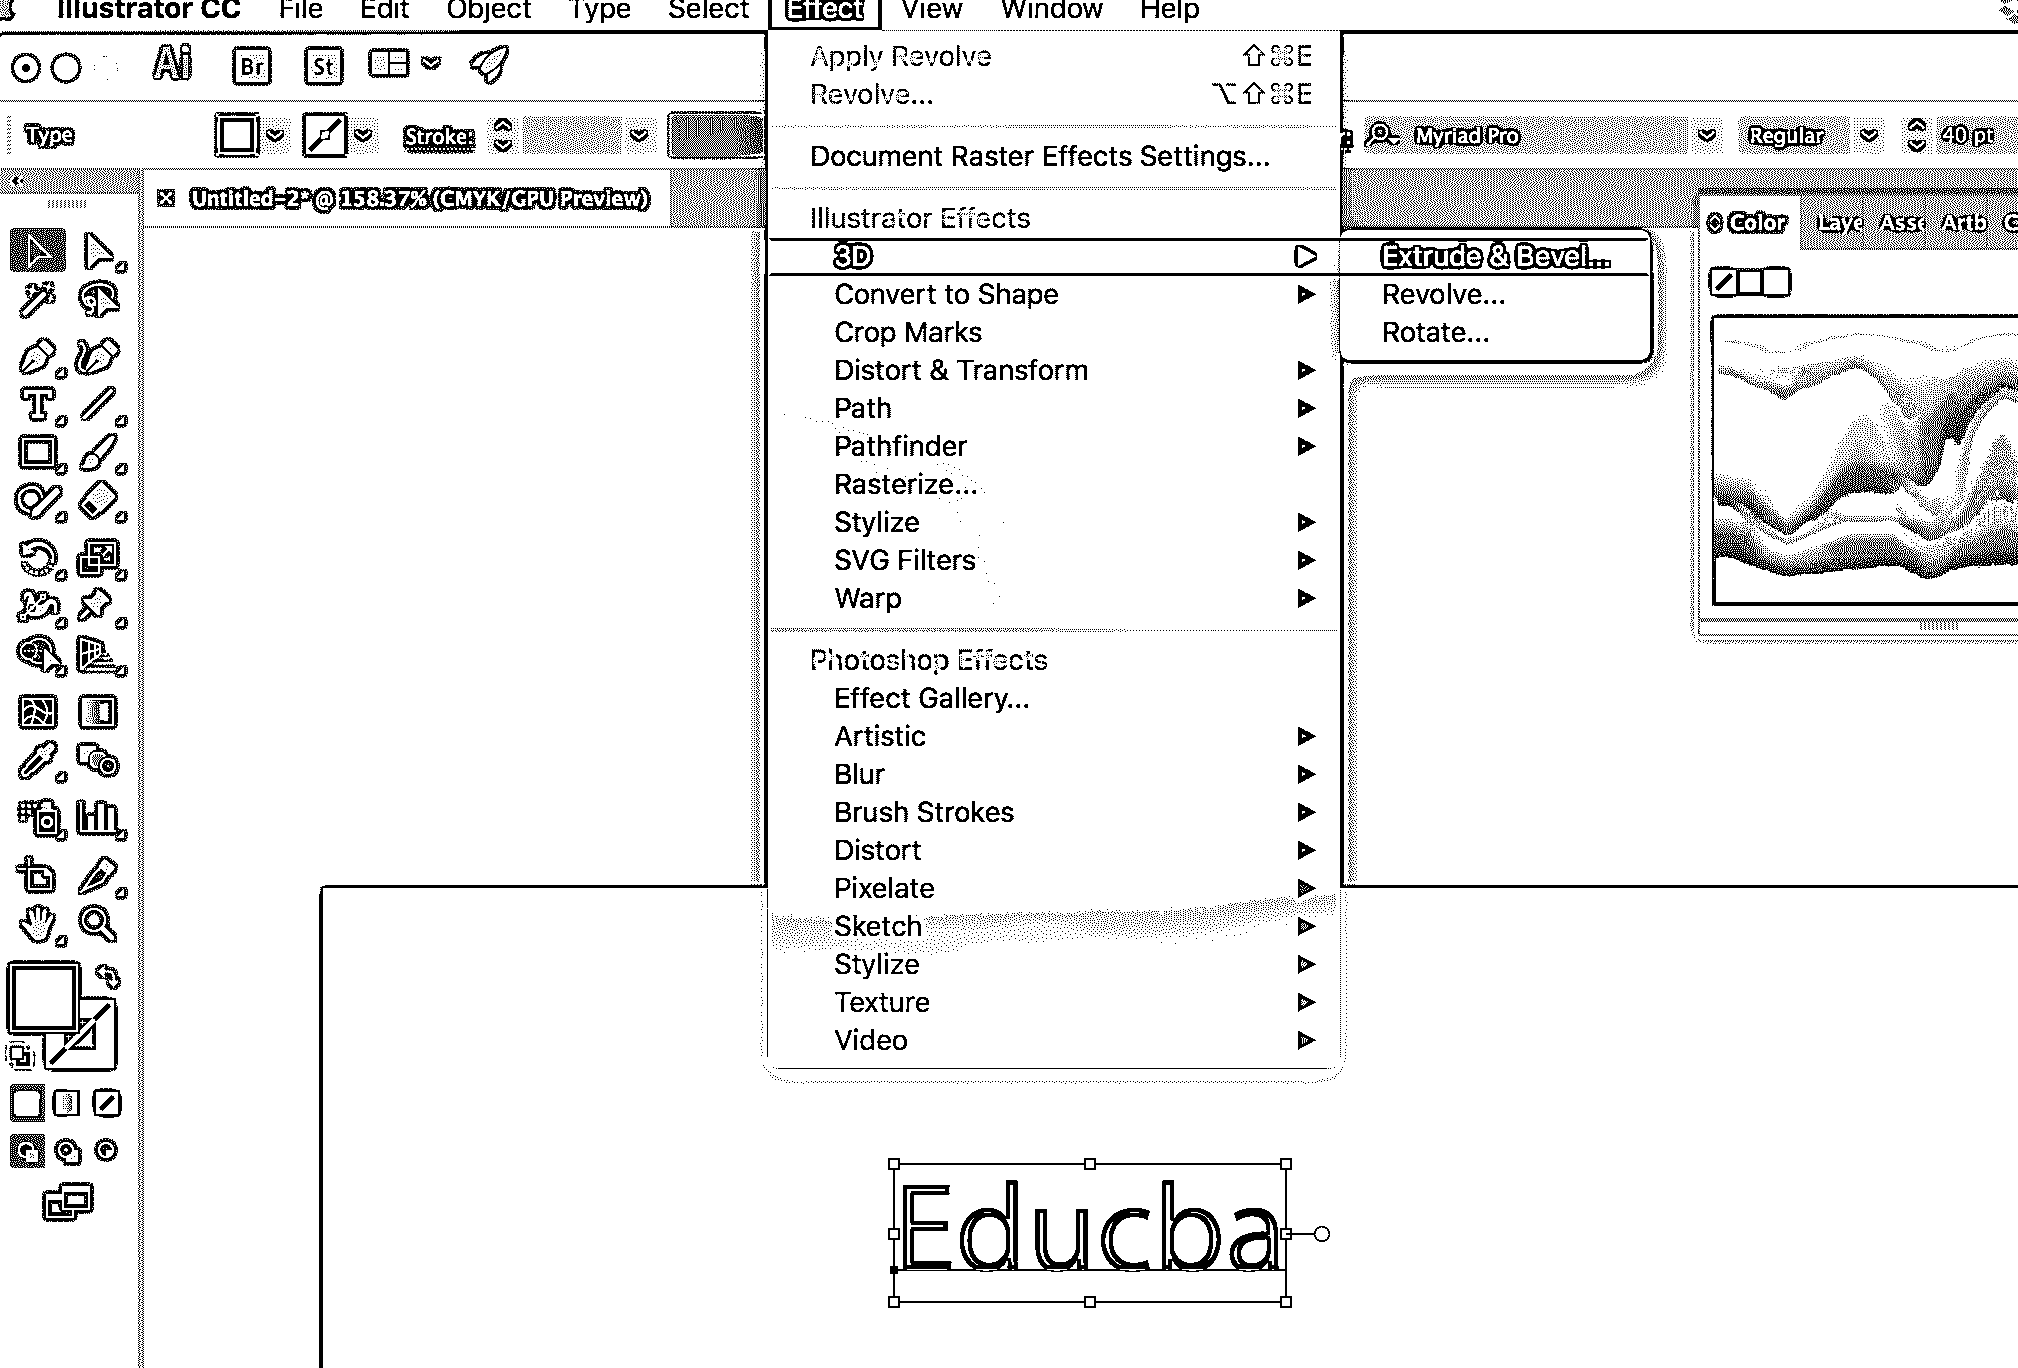 Illustrator CC File Edit Object Type Select Effect View Window Help
Ai Br St
Type Stroke: Myriad Pro Regular 40 pt
Untitled-2* @ 158.37% (CMYK/GPU Preview)
Apply Revolve ⇧⌘E
Revolve... ⌥⇧⌘E
Document Raster Effects Settings...
Illustrator Effects
3D
Convert to Shape
Crop Marks
Distort & Transform
Path
Pathfinder
Rasterize...
Stylize
SVG Filters
Warp
Photoshop Effects
Effect Gallery...
Artistic
Blur
Brush Strokes
Distort
Pixelate
Sketch
Stylize
Texture
Video
Extrude & Bevel...
Revolve...
Rotate...
Color Laye Asse Artb
Educba